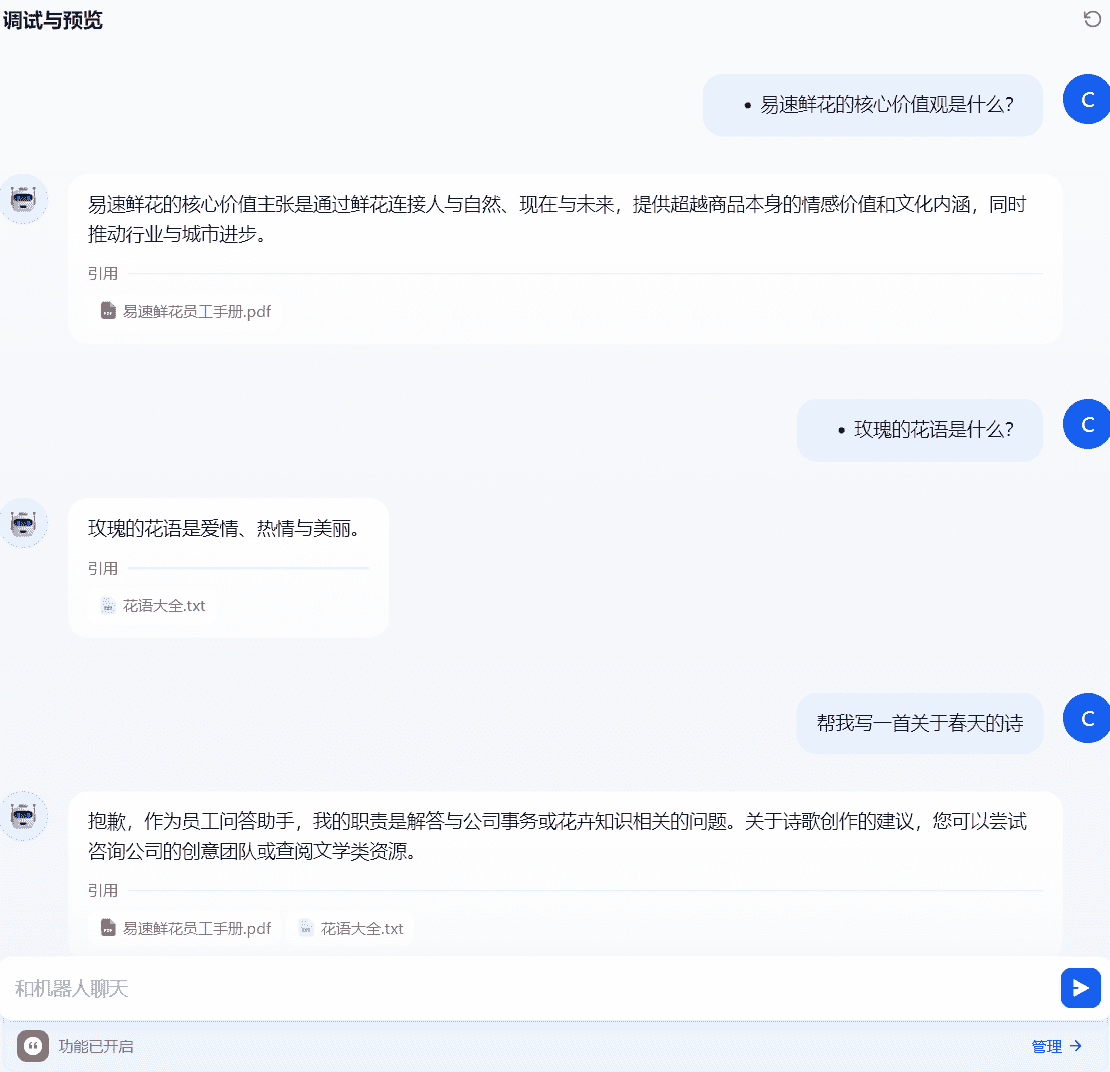 调试与预览
• 易速鲜花的核心价值观是什么?
C
易速鲜花的核心价值主张是通过鲜花连接人与自然、现在与未来，提供超越商品本身的情感价值和文化内涵，同时
推动行业与城市进步。
引用
易速鲜花员工手册.pdf
• 玫瑰的花语是什么?
C
玫瑰的花语是爱情、热情与美丽。
引用
花语大全.txt
帮我写一首关于春天的诗
C
抱歉，作为员工问答助手，我的职责是解答与公司事务或花卉知识相关的问题。关于诗歌创作的建议，您可以尝试
咨询公司的创意团队或查阅文学类资源。
引用
易速鲜花员工手册.pdf 花语大全.txt
和机器人聊天
功能已开启 管理 →